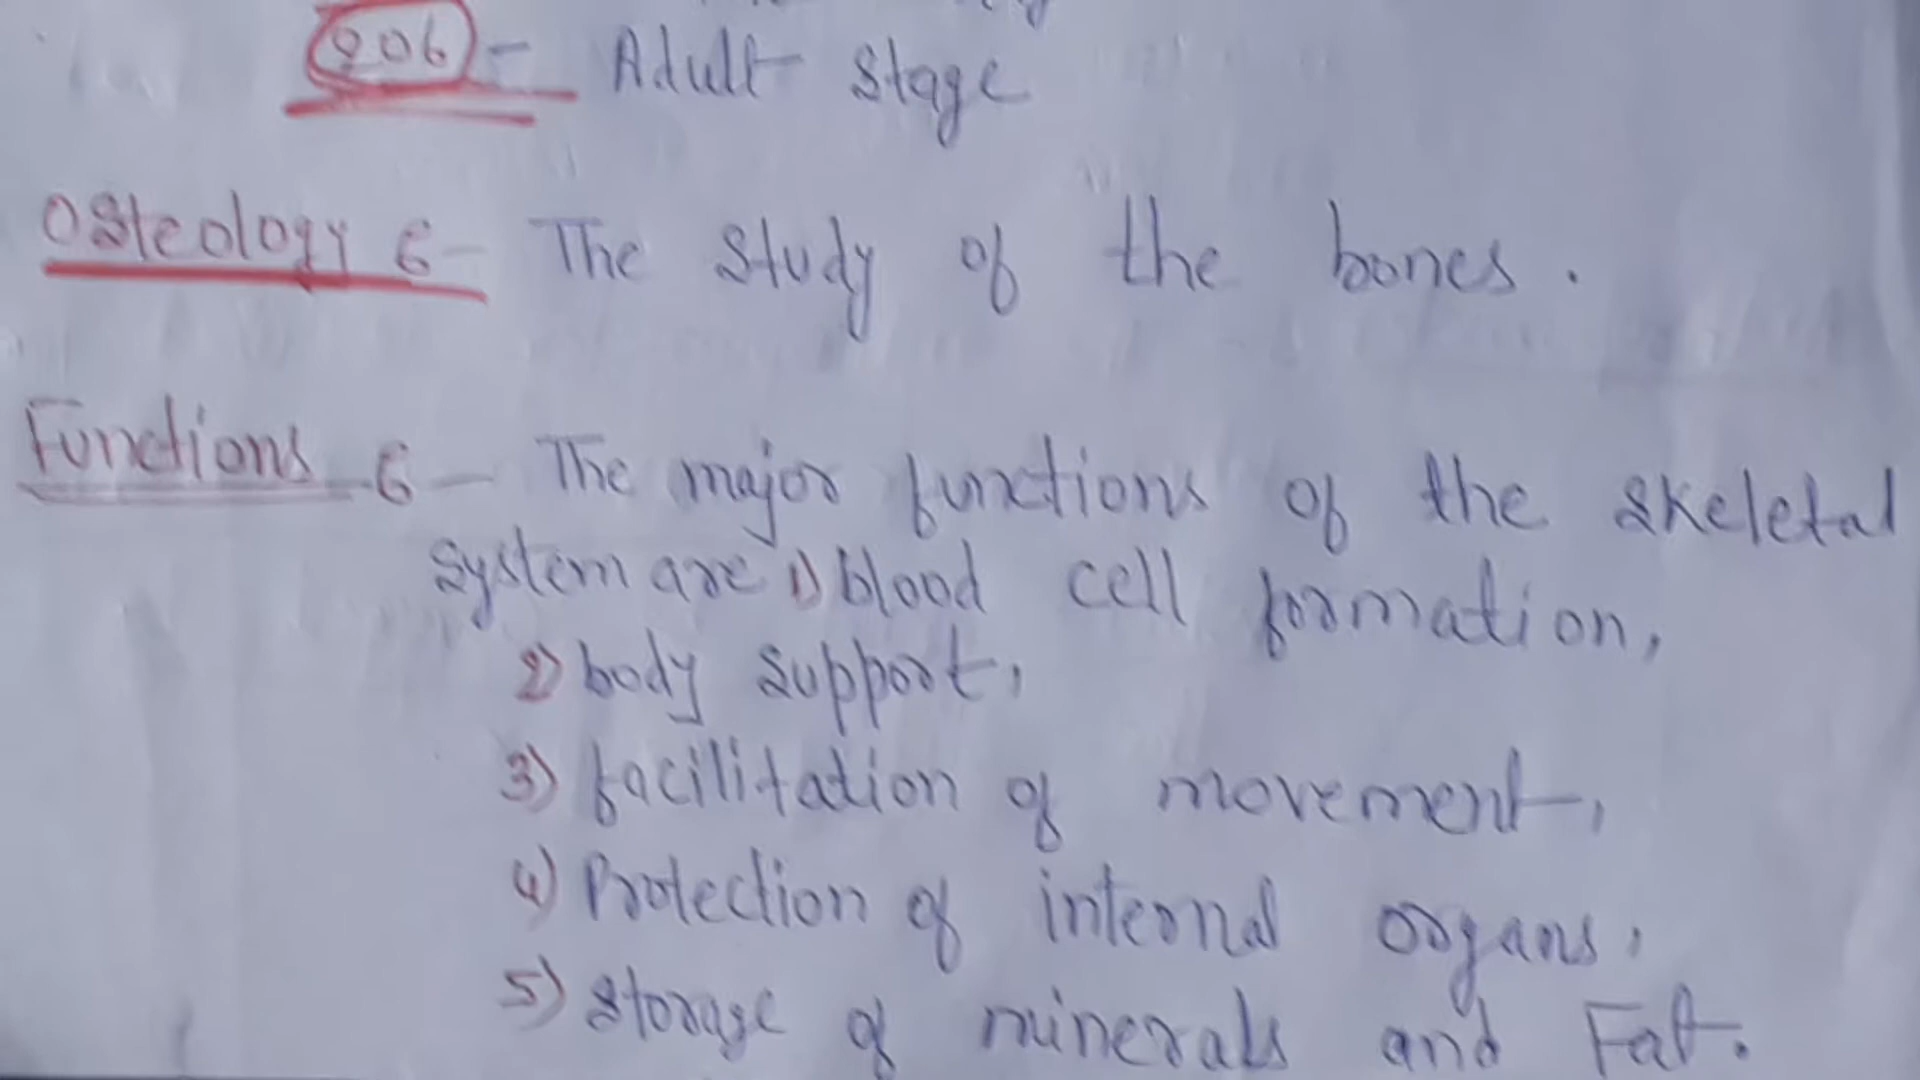 206 - Adult stage
Osteology :- The study of the bones.
Functions :- The major functions of the skeletal
system are 1) blood cell formation,
2) body support,
3) facilitation of movement,
4) Protection of internal organs,
5) storage of minerals and Fat.